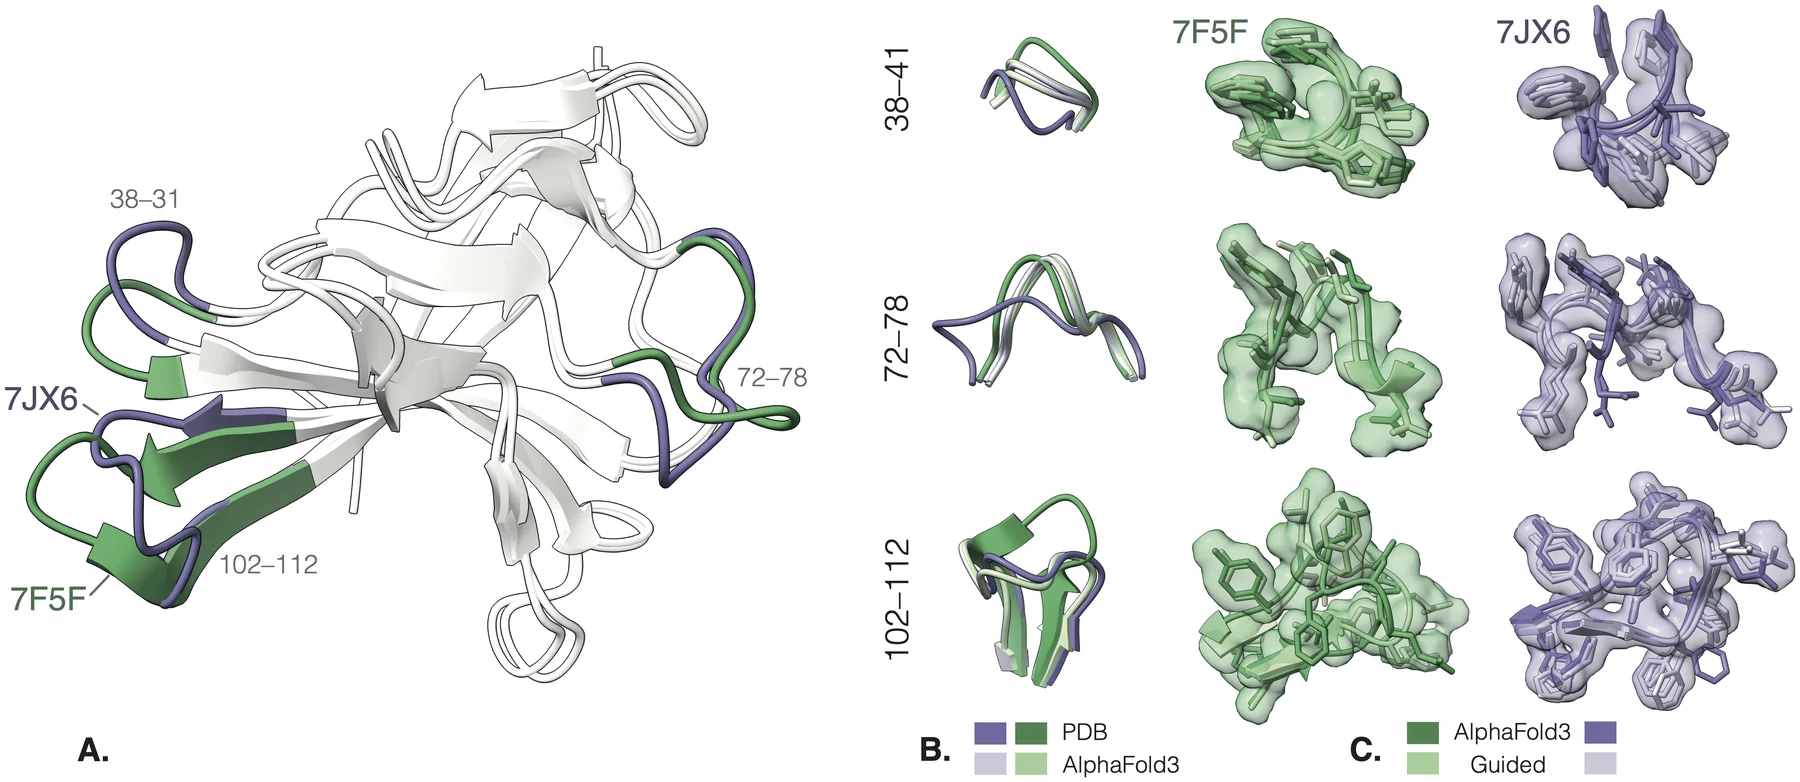 38–31
7JX6
72–78
7F5F
102–112
A.
38–41
72–78
102–112
B.
PDB
AlphaFold3
7F5F
7JX6
C.
AlphaFold3
Guided